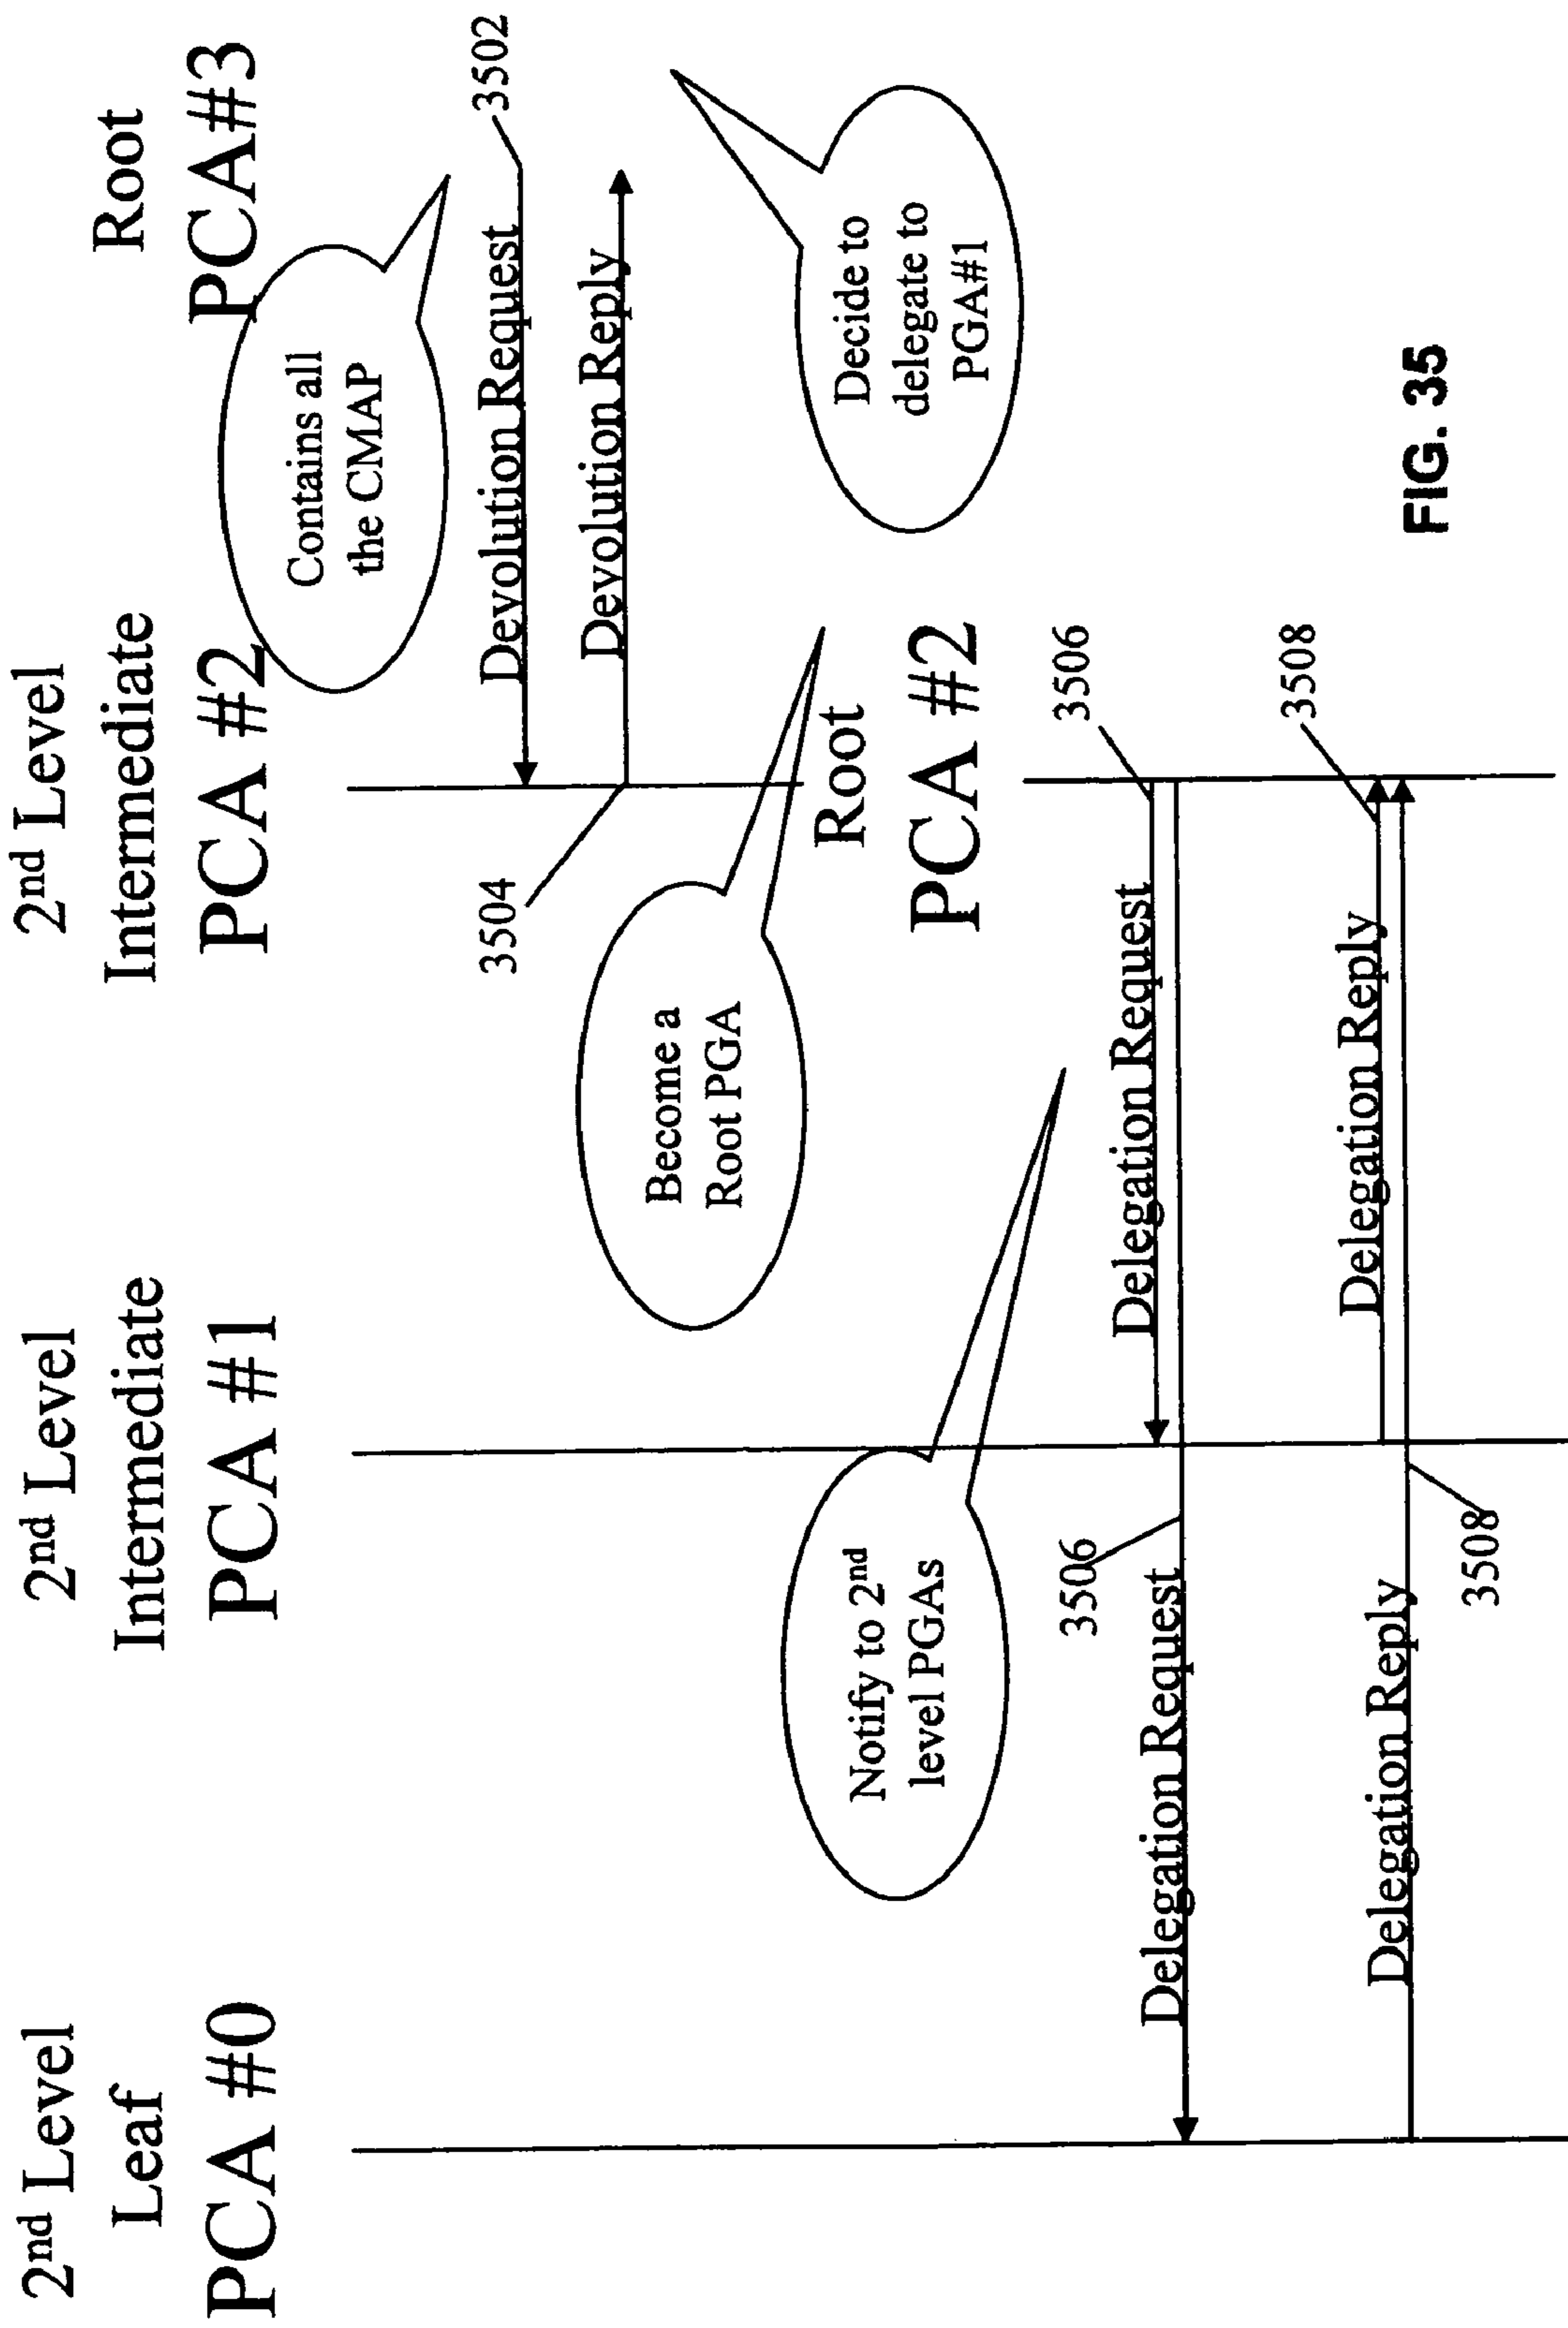 2nd Level
Leaf
PCA #0
2nd Level
Intermediate
PCA #1
2nd Level
Intermediate
PCA #2
Root
PCA#3
Contains all
the CMAP
3502
Devolution Request
Devolution Reply
3504
Become a
Root PGA
Decide to
delegate to
PGA#1
Root
PCA #2
Notify to 2nd
level PGAs
3506
3506
Delegation Request
Delegation Request
3508
Delegation Reply
Delegation Reply
3508
FIG. 35